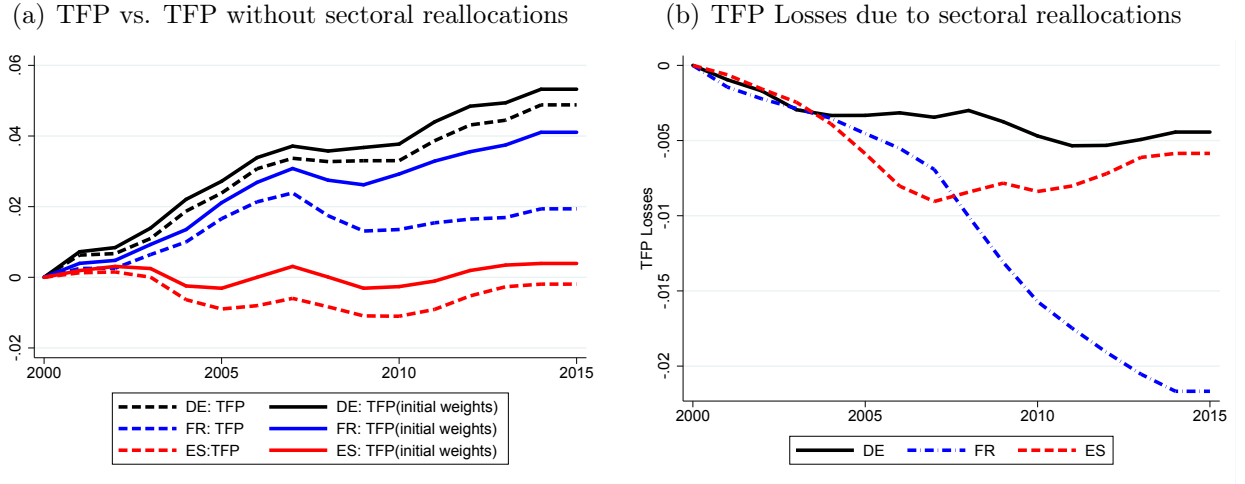 (a) TFP vs. TFP without sectoral reallocations
.06
.04
.02
0
-.02
2000 2005 2010 2015
DE: TFP DE: TFP(initial weights)
FR: TFP FR: TFP(initial weights)
ES:TFP ES: TFP(initial weights)
(b) TFP Losses due to sectoral reallocations
TFP Losses
0
-.005
-.01
-.015
-.02
2000 2005 2010 2015
DE FR ES